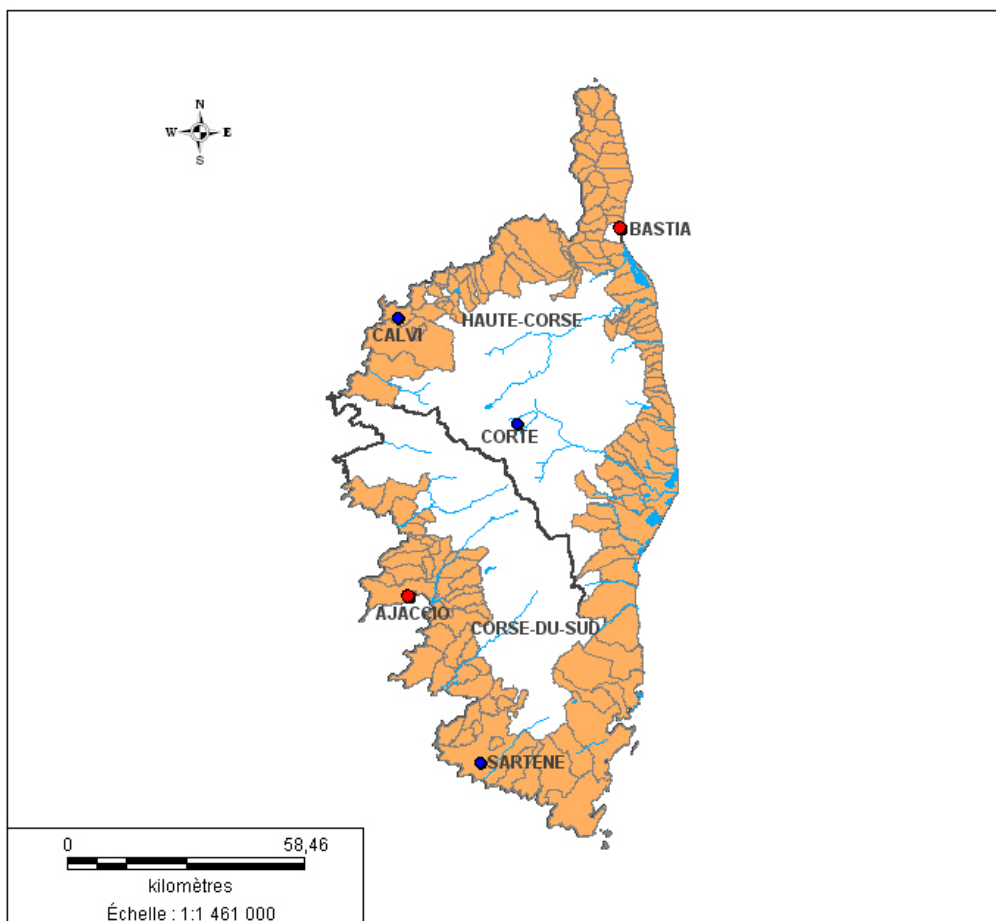 N
W E
S
BASTIA
HAUTE-CORSE
CALVI
CORTE
AJACCIO
CORSE-DU-SUD
SARTENE
0 58,46
kilomètres
Échelle : 1:1 461 000